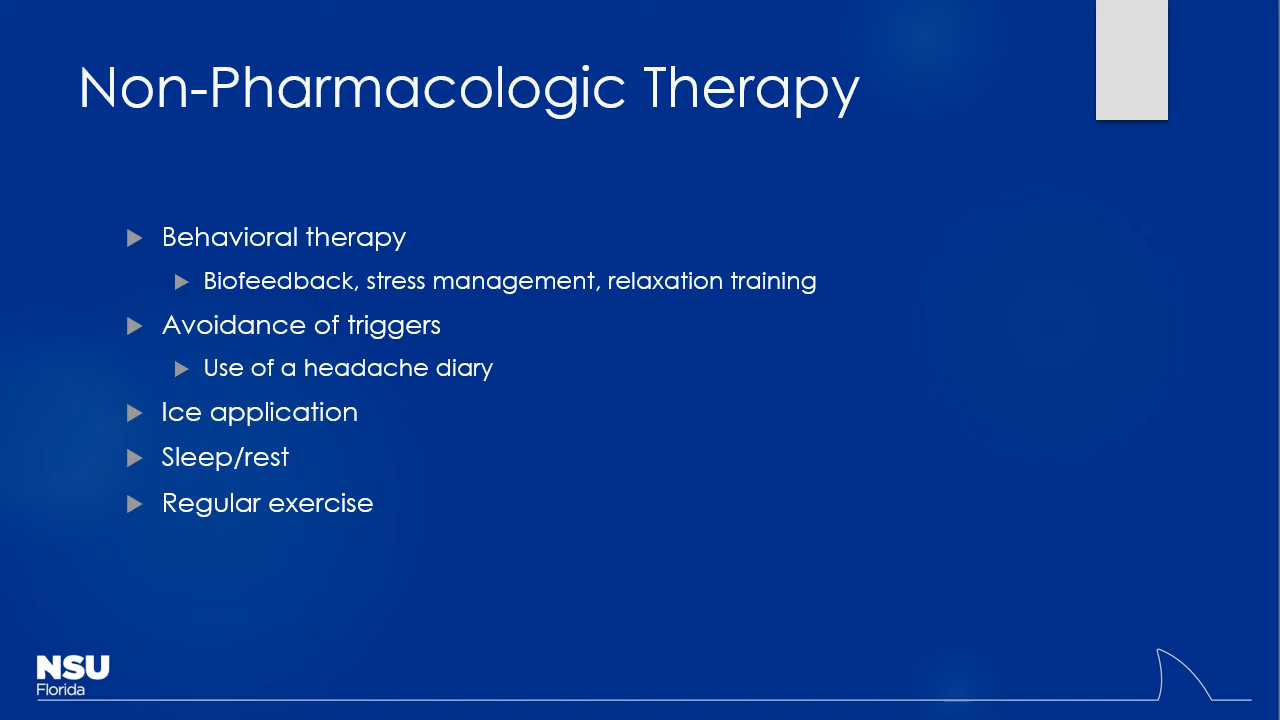 Non-Pharmacologic Therapy
Behavioral therapy
Biofeedback, stress management, relaxation training
Avoidance of triggers
Use of a headache diary
Ice application
Sleep/rest
Regular exercise
NSU
Florida